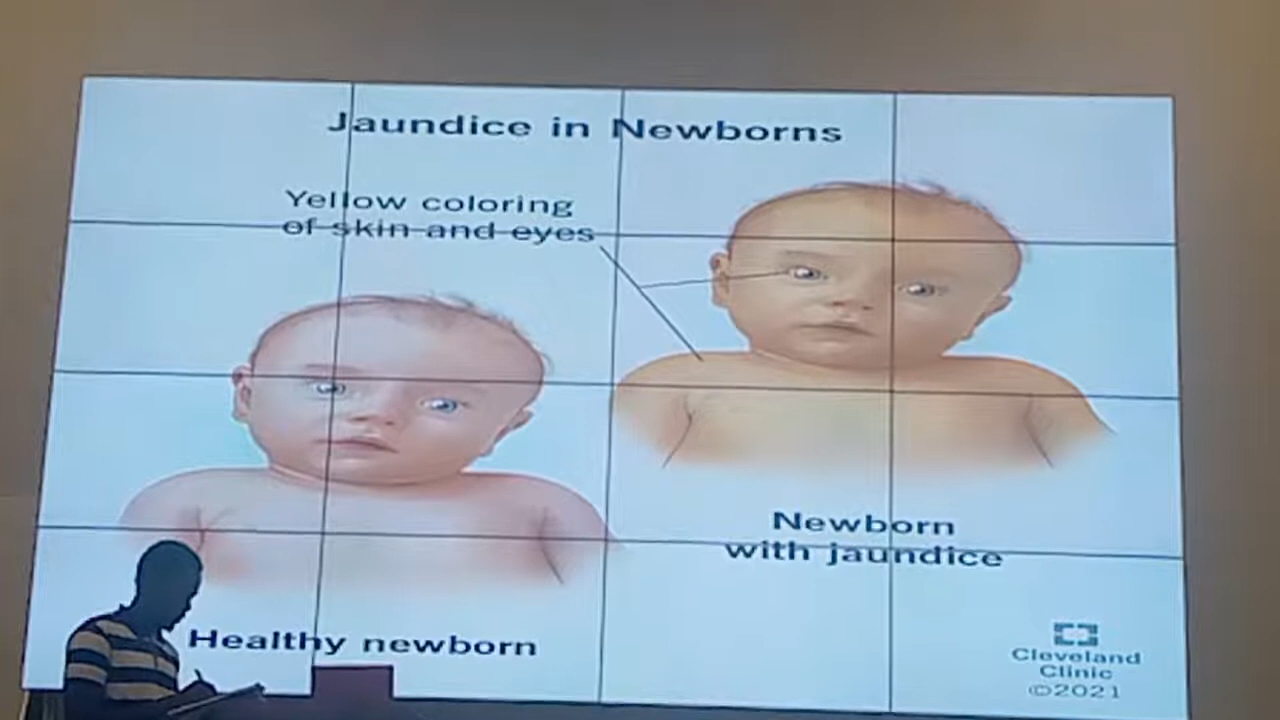 Jaundice in Newborns
Yellow coloring
of skin and eyes
Newborn
with jaundice
Healthy newborn
Cleveland
Clinic
©2021